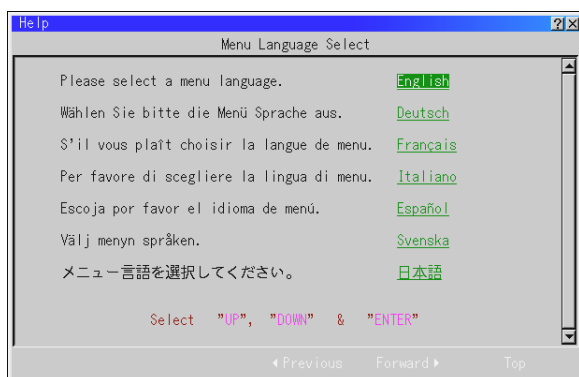 Help
Menu Language Select
Please select a menu language. English
Wählen Sie bitte die Menü Sprache aus. Deutsch
S'il vous plaît choisir la langue de menu. Français
Per favore di scegliere la lingua di menu. Italiano
Escoja por favor el idioma de menú. Español
Välj menyn språken. Svenska
メニュー言語を選択してください。 日本語
Select "UP", "DOWN" & "ENTER"
Previous Forward Top